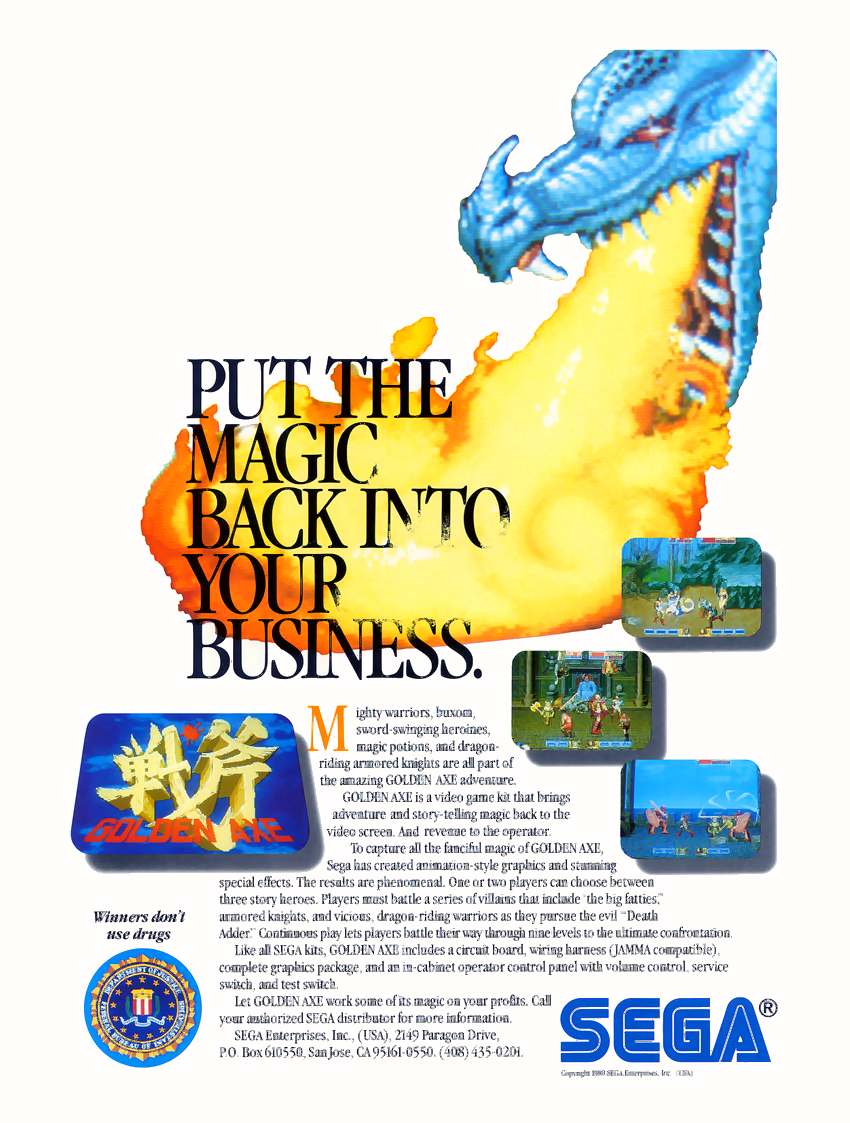 PUT THE
MAGIC
BACK INTO
YOUR
BUSINESS.
戦斧
GOLDEN AXE
Mighty warriors, buxom,
sword-swinging heroines,
magic potions, and dragon-
riding armored knights are all part of
the amazing GOLDEN AXE adventure.
GOLDEN AXE is a video game kit that brings
adventure and story-telling magic back to the
video screen. And revenue to the operator.
To capture all the fanciful magic of GOLDEN AXE,
Sega has created animation-style graphics and stunning
special effects. The results are phenomenal. One or two players can choose between
three story heroes. Players must battle a series of villains that include "the big fatties,"
armored knights, and vicious, dragon-riding warriors as they pursue the evil "Death
Adder." Continuous play lets players battle their way through nine levels to the ultimate confrontation.
Like all SEGA kits, GOLDEN AXE includes a circuit board, wiring harness (JAMMA compatible),
complete graphics package, and an in-cabinet operator control panel with volume control, service
switch, and test switch.
Let GOLDEN AXE work some of its magic on your profits. Call
your authorized SEGA distributor for more information.
SEGA Enterprises, Inc., (USA), 2149 Paragon Drive,
P.O. Box 610550, San Jose, CA 95161-0550. (408) 435-0201.
Winners don't
use drugs
DEPARTMENT OF JUSTICE
FEDERAL BUREAU OF INVESTIGATION
SEGA®
Copyright 1989 SEGA Enterprises, Inc. (USA)